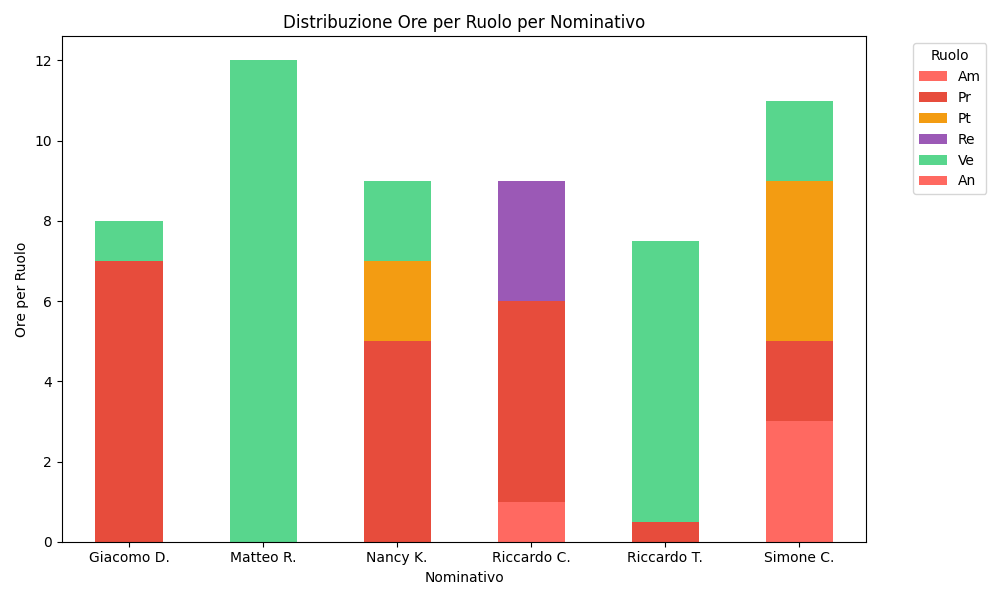 Distribuzione Ore per Ruolo per Nominativo
Ruolo
Am
Pr
Pt
Re
Ve
An
Ore per Ruolo
12
10
8
6
4
2
0
Giacomo D. Matteo R. Nancy K. Riccardo C. Riccardo T. Simone C.
Nominativo